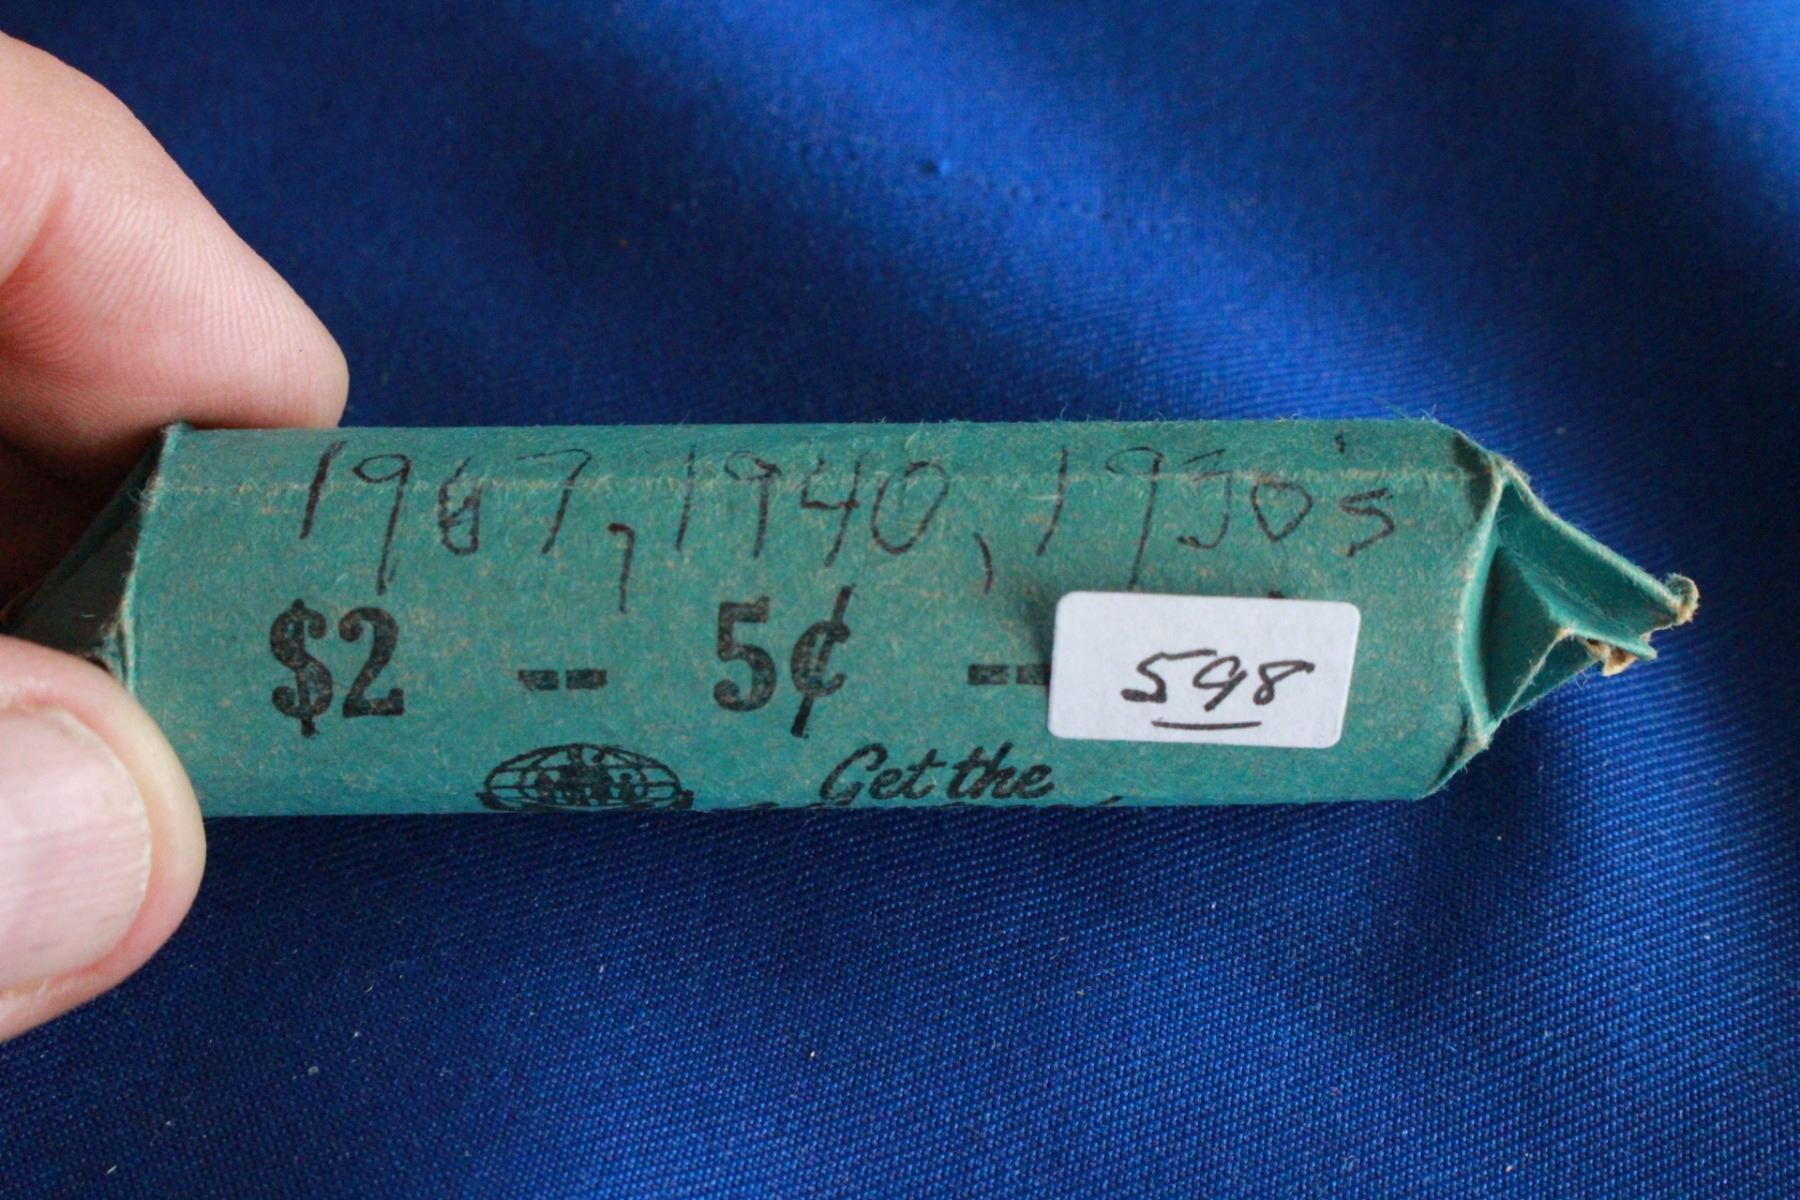 1967, 1940, 1930's
$2 -- 5¢ --
598
Get the